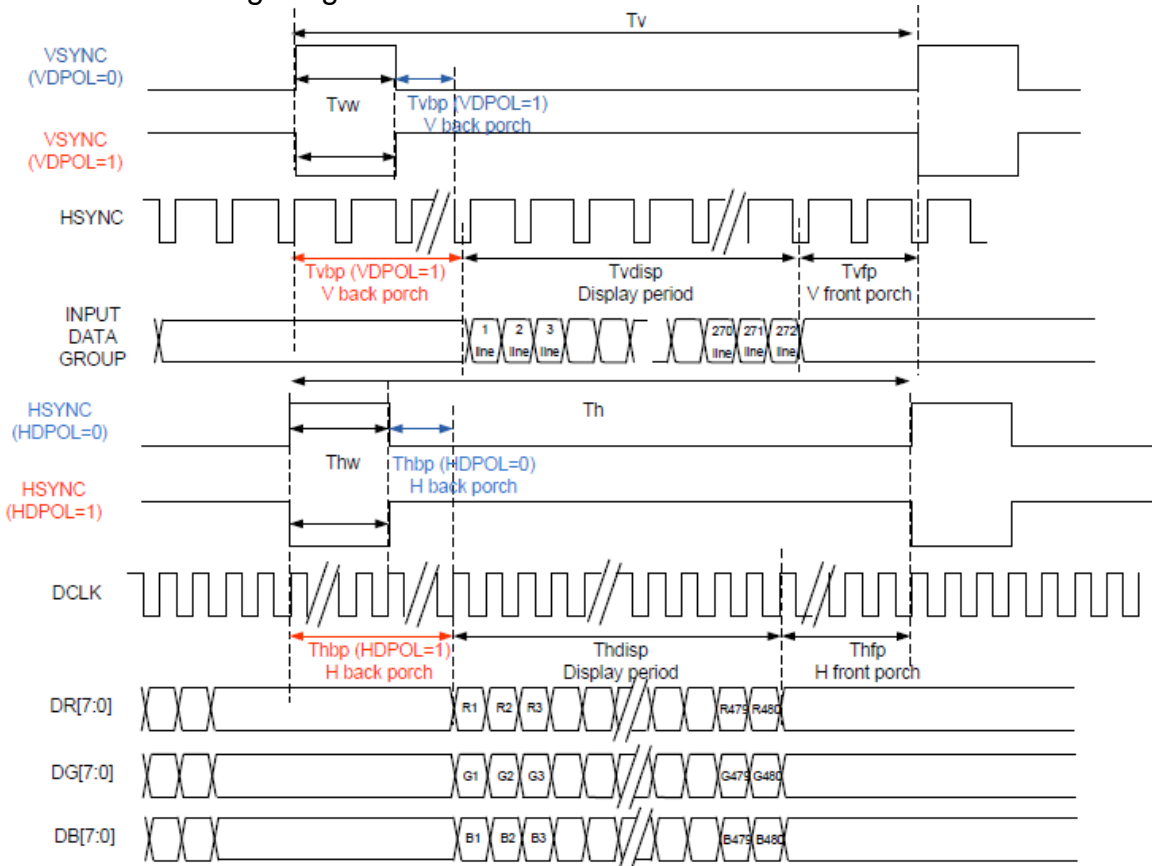 Tv
VSYNC
(VDPOL=0)
Tvw
Tvbp (VDPOL=1)
V back porch
VSYNC
(VDPOL=1)
HSYNC
Tvbp (VDPOL=1)
V back porch
Tvdisp
Display period
Tvfp
V front porch
INPUT
DATA
GROUP
1 line
2 line
3 line
270 line
271 line
272 line
HSYNC
(HDPOL=0)
Th
Thw
Thbp (HDPOL=0)
H back porch
HSYNC
(HDPOL=1)
DCLK
Thbp (HDPOL=1)
H back porch
Thdisp
Display period
Thfp
H front porch
DR[7:0]
R1 R2 R3 R479 R480
DG[7:0]
G1 G2 G3 G479 G480
DB[7:0]
B1 B2 B3 B479 B480